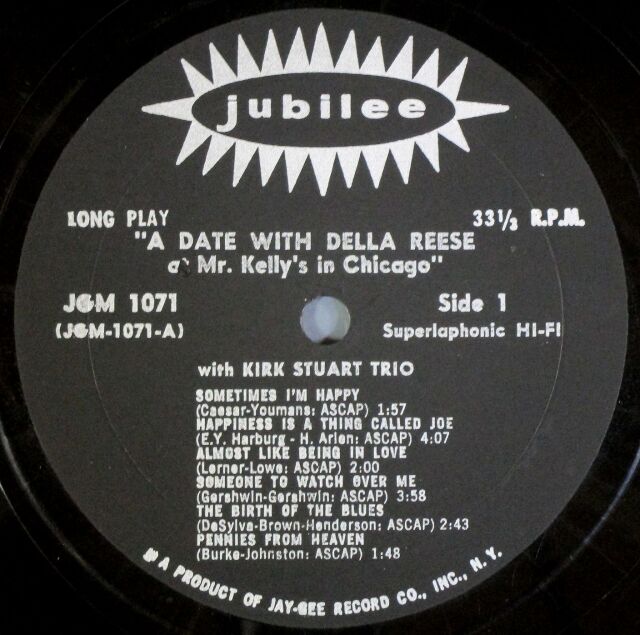 jubilee
LONG PLAY
33 1/3 R.P.M.
"A DATE WITH DELLA REESE
at Mr. Kelly's in Chicago"
JGM 1071
Side 1
(JGM-1071-A)
Superlaphonic HI-FI
with KIRK STUART TRIO
SOMETIMES I'M HAPPY
(Caesar-Youmans: ASCAP) 1:57
HAPPINESS IS A THING CALLED JOE
(E.Y. Harburg - H. Arlen: ASCAP) 4:07
ALMOST LIKE BEING IN LOVE
(Lerner-Lowe: ASCAP) 2:00
SOMEONE TO WATCH OVER ME
(Gershwin-Gershwin: ASCAP) 3:58
THE BIRTH OF THE BLUES
(DeSylva-Brown-Henderson: ASCAP) 2:43
PENNIES FROM HEAVEN
(Burke-Johnston: ASCAP) 1:48
A PRODUCT OF JAY-GEE RECORD CO., INC., N. Y.